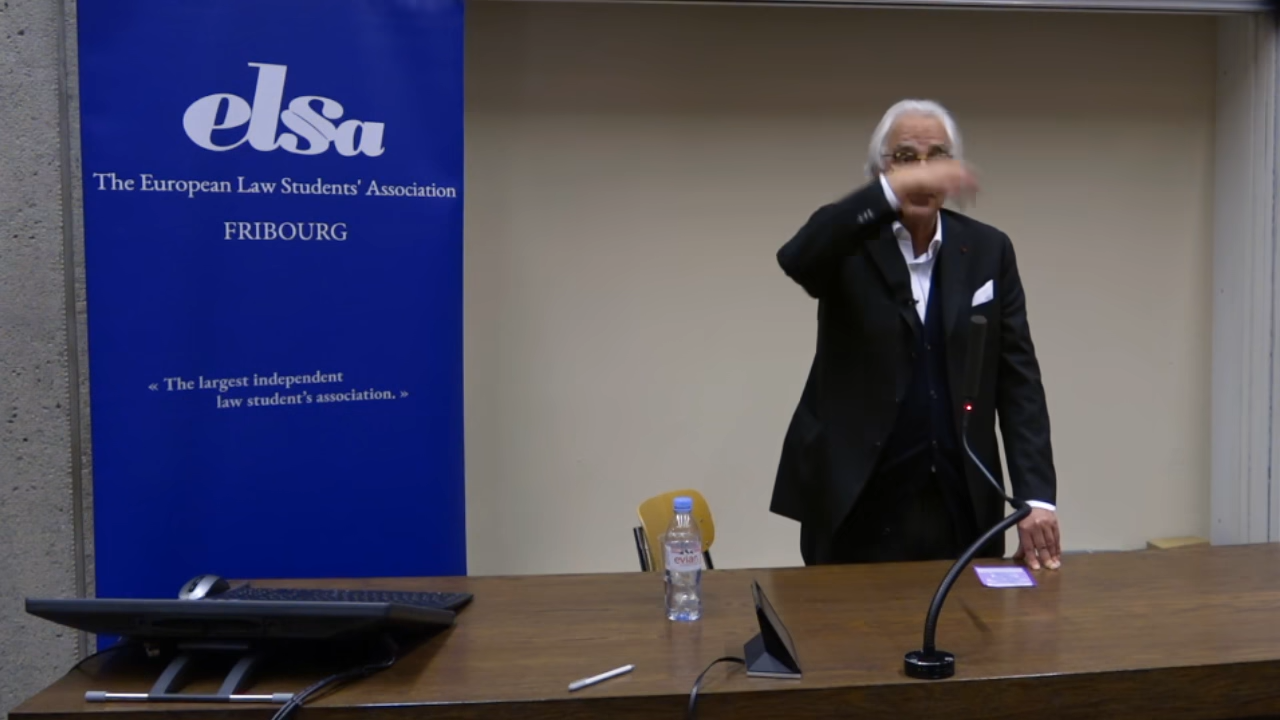 elsa
The European Law Students' Association
FRIBOURG
« The largest independent
law student's association. »
evian